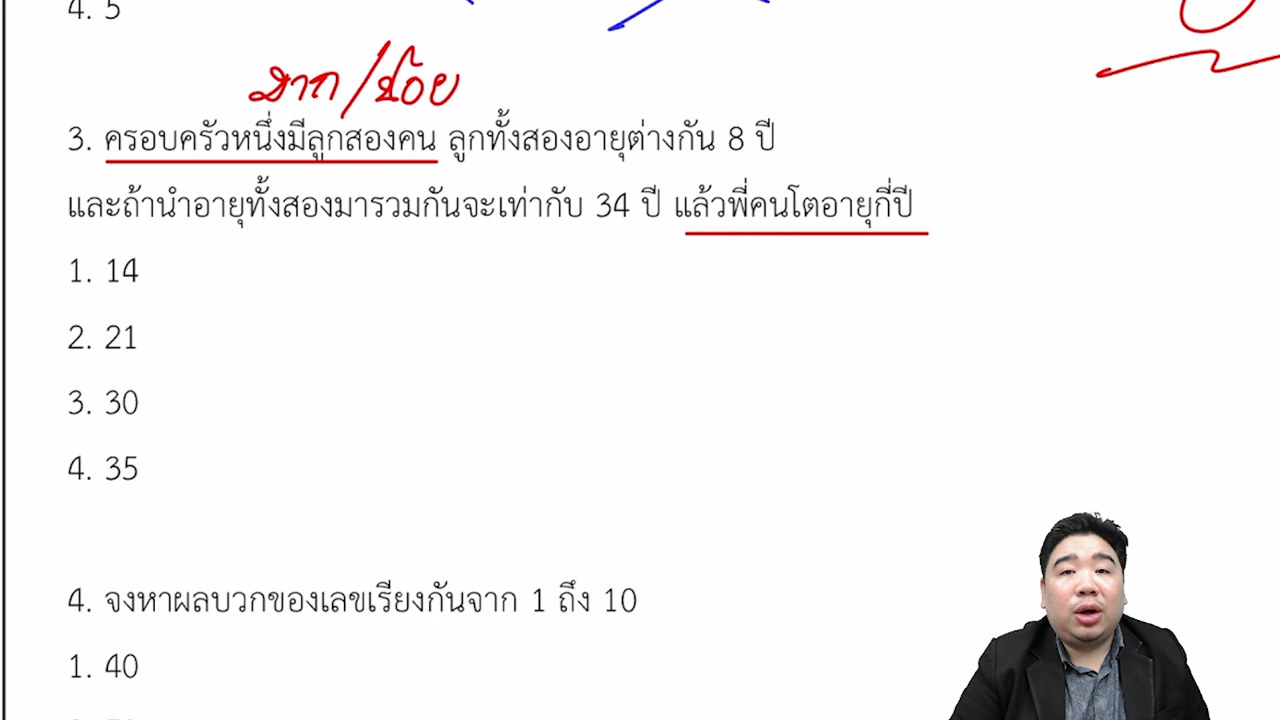 4. 5
มาก/น้อย
3. ครอบครัวหนึ่งมีลูกสองคน ลูกทั้งสองอายุต่างกัน 8 ปี
และถ้านำอายุทั้งสองมารวมกันจะเท่ากับ 34 ปี แล้วพี่คนโตอายุกี่ปี
1. 14
2. 21
3. 30
4. 35
4. จงหาผลบวกของเลขเรียงกันจาก 1 ถึง 10
1. 40